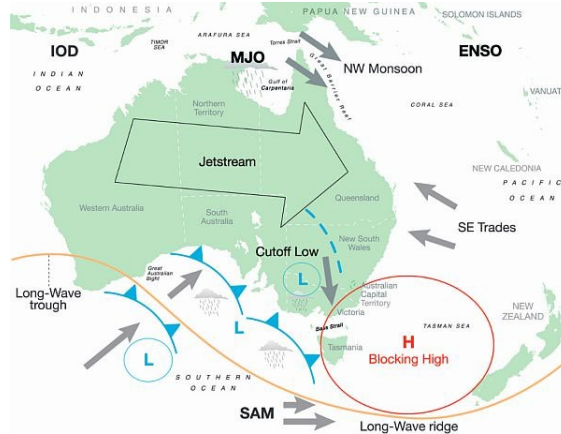 INDONESIA
PAPUA NEW GUINEA
SOLOMON ISLANDS
IOD
TIMOR
SEA
ARAFURA SEA
MJO
Torres Strait
ENSO
NW Monsoon
INDIAN
OCEAN
Gulf of
Carpentaria
Great Barrier Reef
Northern
Territory
CORAL SEA
VANUAT
Jetstream
NEW CALEDONIA
PACIFIC
OCEAN
Western Australia
South
Australia
Queensland
SE Trades
Cutoff Low
New South
Wales
L
Great
Australian
Bight
Long-Wave
trough
Australian
Capital
Territory
Victoria
L
Bass Strait
Tasmania
H
Blocking High
TASMAN SEA
NEW
ZEALAND
L
SOUTHERN
OCEAN
SAM
Long-Wave ridge